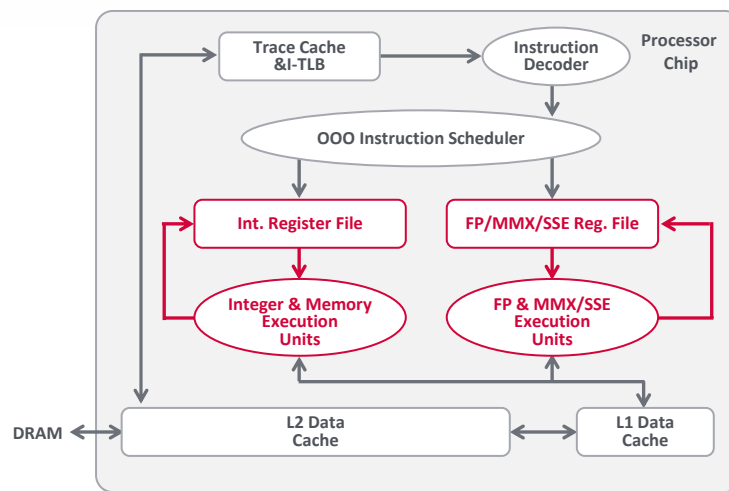 Trace Cache
&I-TLB
Instruction
Decoder
Processor
Chip
OOO Instruction Scheduler
Int. Register File
FP/MMX/SSE Reg. File
Integer & Memory
Execution
Units
FP & MMX/SSE
Execution
Units
DRAM
L2 Data
Cache
L1 Data
Cache